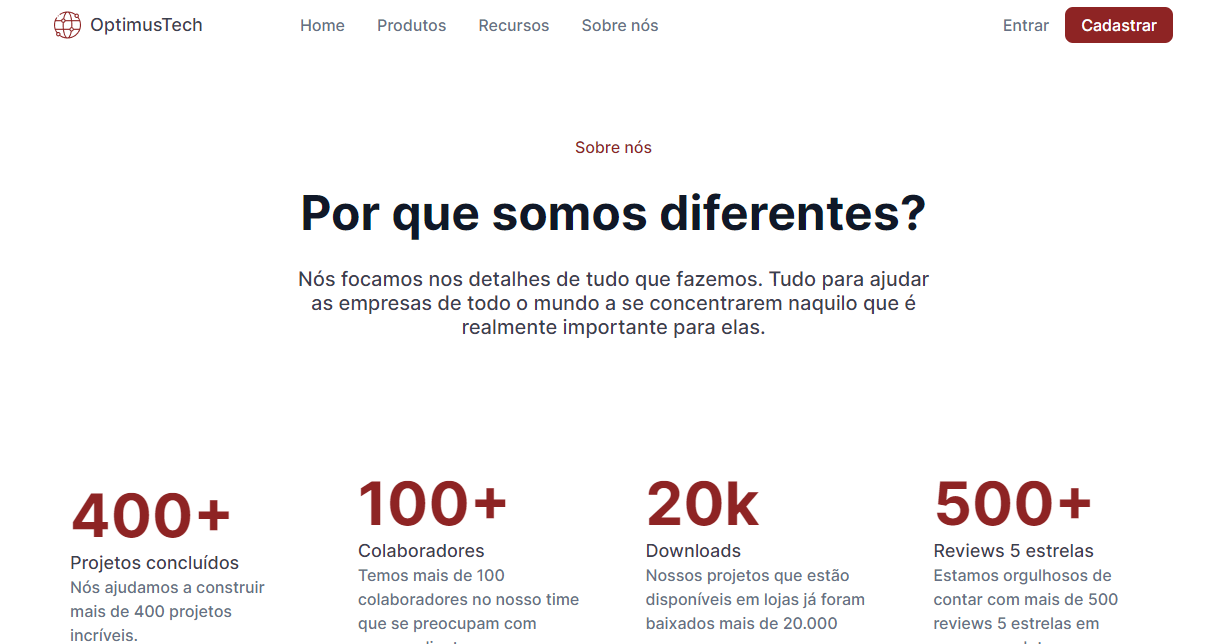 OptimusTech
Home
Produtos
Recursos
Sobre nós
Entrar
Cadastrar
Sobre nós
Por que somos diferentes?
Nós focamos nos detalhes de tudo que fazemos. Tudo para ajudar
as empresas de todo o mundo a se concentrarem naquilo que é
realmente importante para elas.
400+
Projetos concluídos
Nós ajudamos a construir
mais de 400 projetos
incríveis.
100+
Colaboradores
Temos mais de 100
colaboradores no nosso time
que se preocupam com
20k
Downloads
Nossos projetos que estão
disponíveis em lojas já foram
baixados mais de 20.000
500+
Reviews 5 estrelas
Estamos orgulhosos de
contar com mais de 500
reviews 5 estrelas em